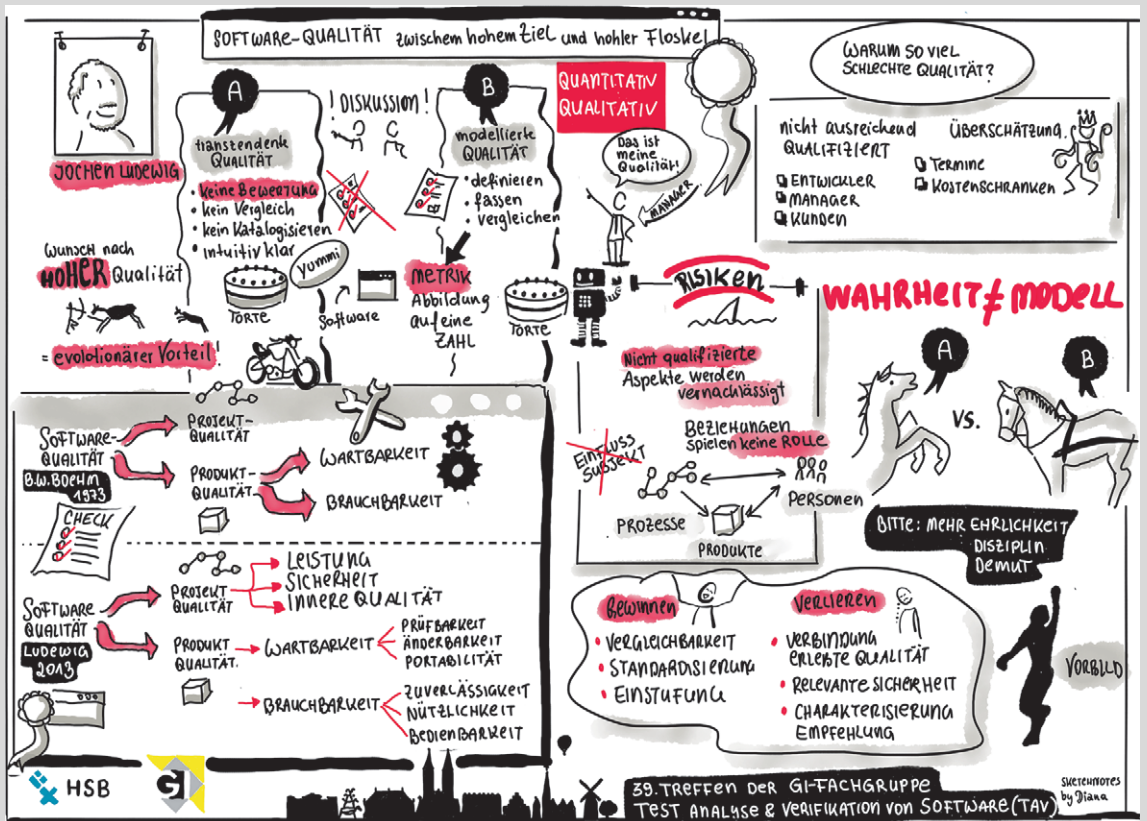 SOFTWARE-QUALITÄT zwischem hohem Ziel und hohler Floskel
JOCHEN LUDEWIG
WUNSCH NACH
HOHER QUALITÄT
= evolotionärer Vorteil!
A
transzendente
QUALITÄT
• keine Bewertung
• kein Vergleich
• kein Katalogisieren
• intuitiv klar
Yummi
TORTE
! DISKUSSION !
Software
B
modellierte
QUALITÄT
• definieren
• fassen
• vergleichen
METRIK
Abbildung
auf eine
ZAHL
TORTE
QUANTITATIV
QUALITATIV
Das ist
meine
Qualität!
MANAGER
WARUM SO VIEL
SCHLECHTE QUALITÄT?
nicht ausreichend
QUALIFIZIERT
ENTWICKLER
MANAGER
KUNDEN
ÜBERSCHÄTZUNG
TERMINE
KOSTENSCHRANKEN
RISIKEN
Nicht qualifizierte
Aspekte werden
vernachlässigt
BEZIEHUNGEN
spielen KEINE ROLLE
EINFLUSS
SUBJEKT
PROZESSE
PERSONEN
PRODUKTE
WAHRHEIT ≠ MODELL
A
VS.
B
BITTE: MEHR EHRLICHKEIT
DISZIPLIN
DEMUT
VORBILD
SOFTWARE-
QUALITÄT
B.W. BOEHM
1973
PROJEKT-
QUALITÄT
PRODUKT-
QUALITÄT
WARTBARKEIT
BRAUCHBARKEIT
CHECK
SOFTWARE
QUALITÄT
LUDEWIG
2013
PROJEKT
QUALITÄT
LEISTUNG
SICHERHEIT
INNERE QUALITÄT
PRODUKT
QUALITÄT.
WARTBARKEIT
PRÜFBARKEIT
ÄNDERBARKEIT
PORTABILITÄT
BRAUCHBARKEIT
ZUVERLÄSSIGKEIT
NÜTZLICHKEIT
BEDIENBARKEIT
GEWINNEN
• VERGLEICHBARKEIT
• STANDARDISIERUNG
• EINSTUFUNG
VERLIEREN
• VERBINDUNG
ERLEBTE QUALITÄT
• RELEVANTE SICHERHEIT
• CHARAKTERISIERUNG
EMPFEHLUNG
HSB
GI
39. TREFFEN DER GI-FACHGRUPPE
TEST ANALYSE & VERIFIKATION VON SOFTWARE (TAV)
SKETCHNOTES
by Diana